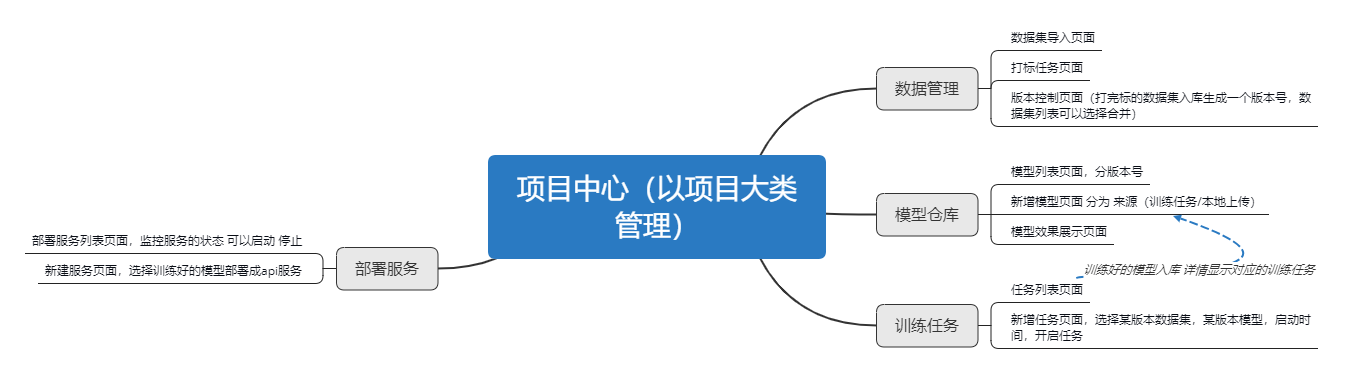 项目中心（以项目大类
管理）
数据管理
数据集导入页面
打标任务页面
版本控制页面（打完标的数据集入库生成一个版本号，数
据集列表可以选择合并）
模型仓库
模型列表页面，分版本号
新增模型页面 分为 来源（训练任务/本地上传）
模型效果展示页面
训练好的模型入库 详情显示对应的训练任务
训练任务
任务列表页面
新增任务页面，选择某版本数据集，某版本模型，启动时
间，开启任务
部署服务
部署服务列表页面，监控服务的状态 可以启动 停止
新建服务页面，选择训练好的模型部署成api服务